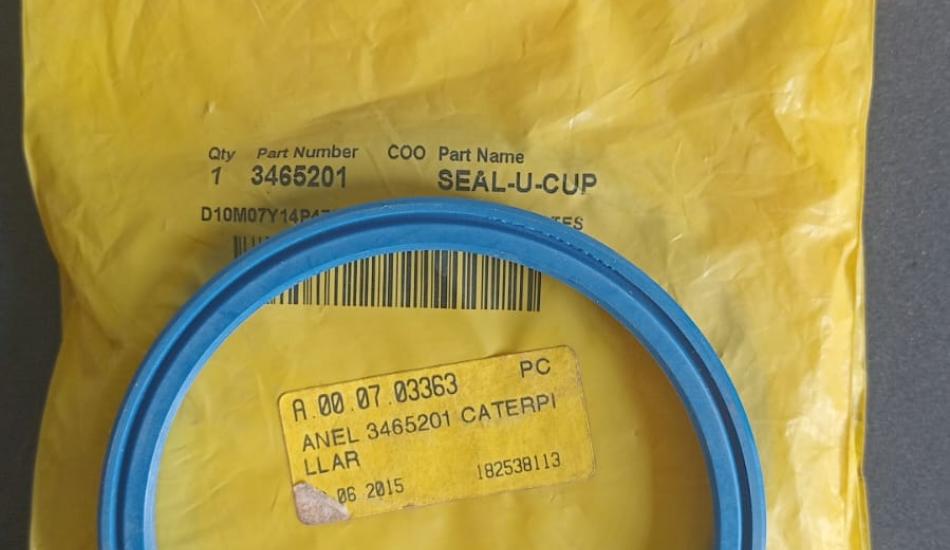 Qty Part Number COO Part Name
1 3465201 SEAL-U-CUP
D10M07Y14P4
A.00.07.03363 PC
ANEL 3465201 CATERPI
LLAR
06 2015 182538113